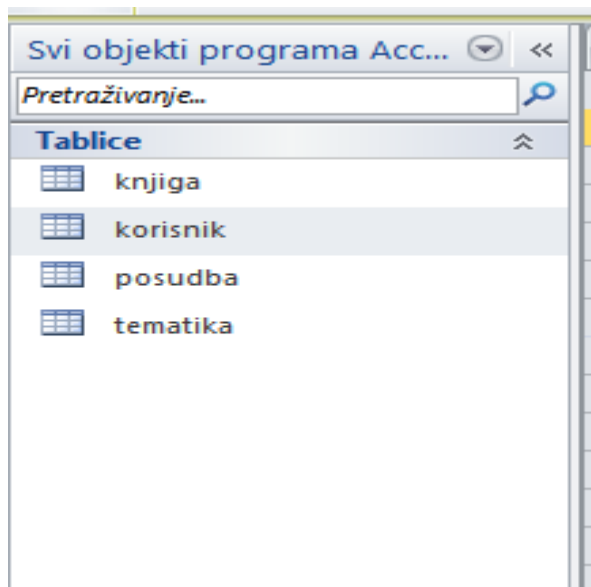 Svi objekti programa Acc...
Pretraživanje...
Tablice
knjiga
korisnik
posudba
tematika